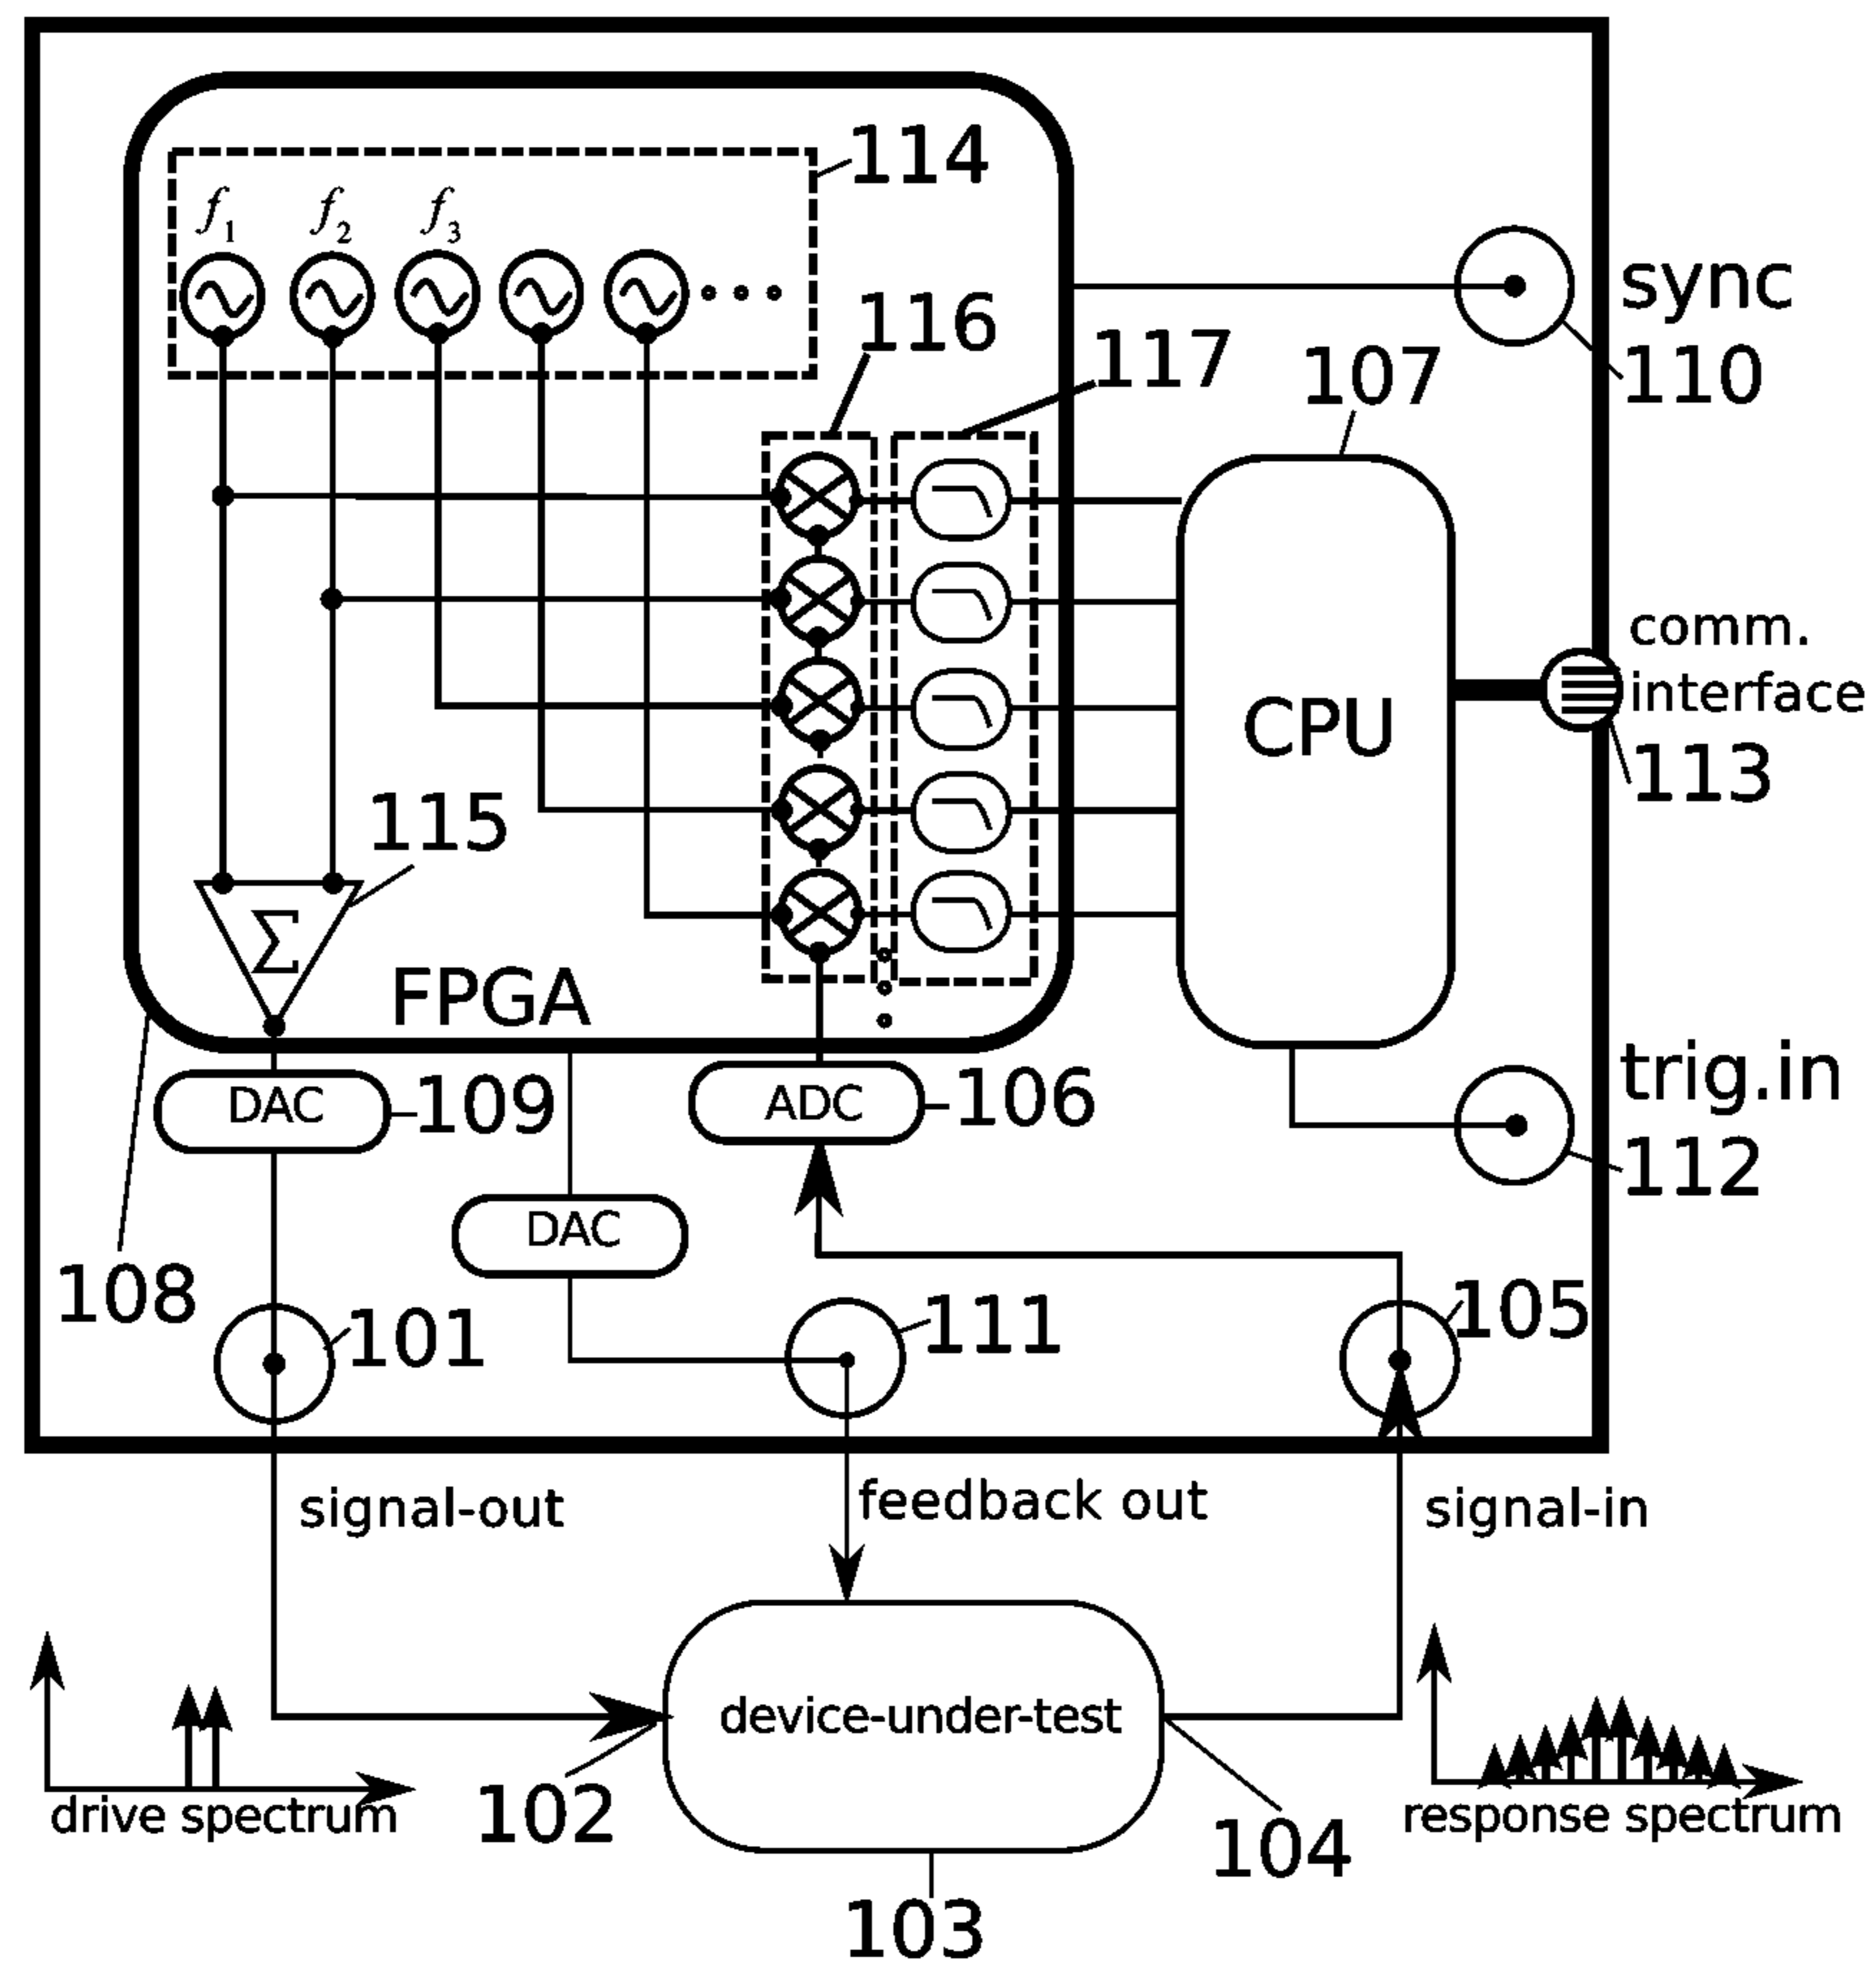 114
f1 f2 f3
116
sync
117
107
110
comm.
interface
CPU
113
115
Σ
FPGA
trig.in
DAC
109
ADC
106
112
DAC
108
101
111
105
signal-out
feedback out
signal-in
device-under-test
drive spectrum
102
response spectrum
104
103